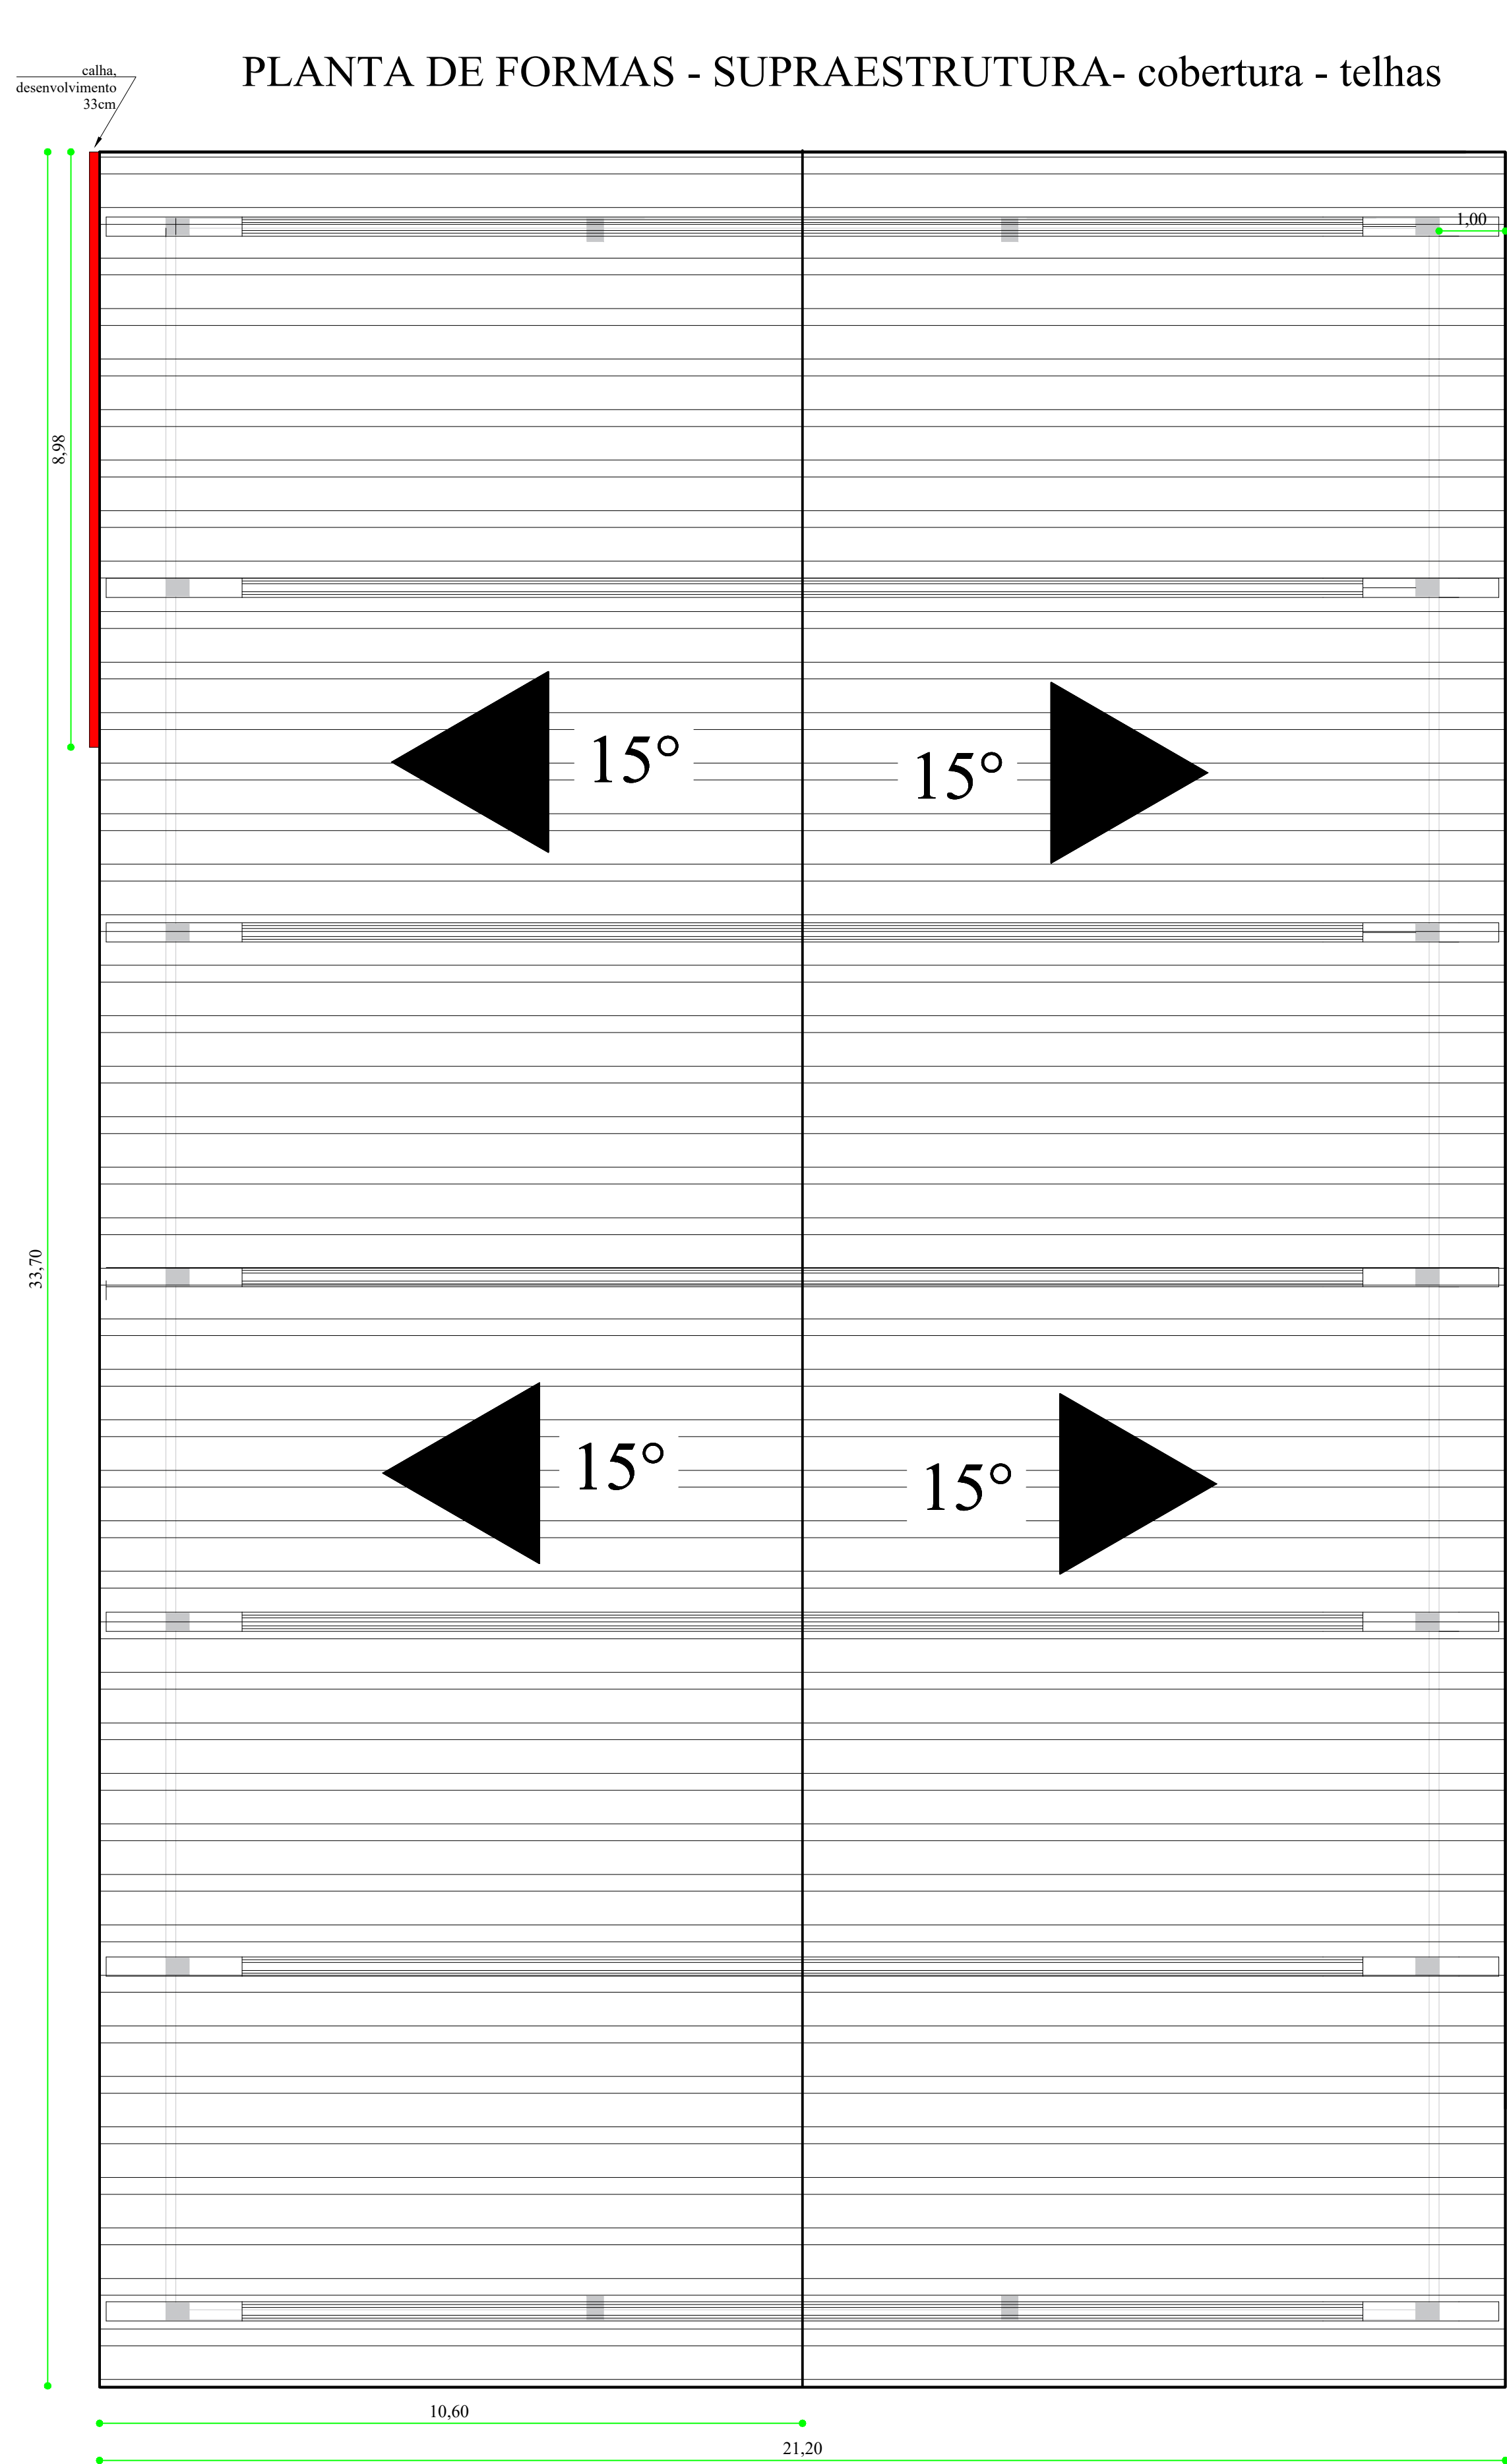 PLANTA DE FORMAS - SUPRAESTRUTURA- cobertura - telhas
calha,
desenvolvimento
33cm
1,00
8,98
15°
15°
33,70
15°
15°
10,60
21,20